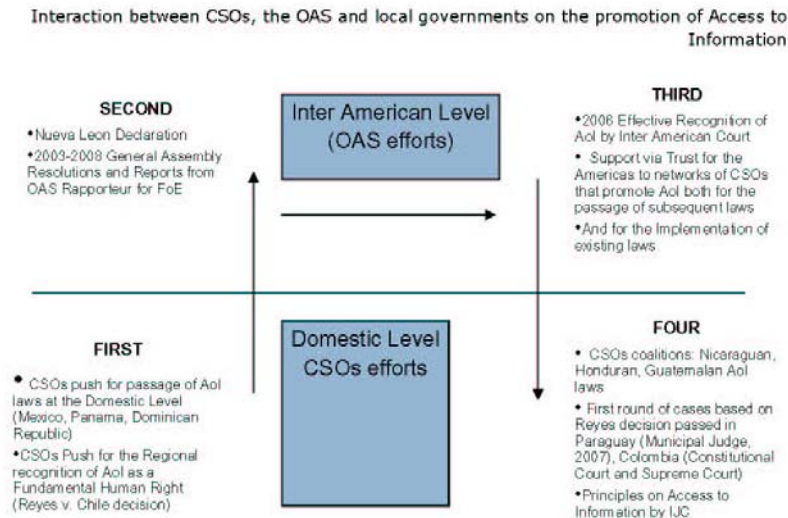 Interaction between CSOs, the OAS and local governments on the promotion of Access to
Information
SECOND
•Nueva Leon Declaration
•2003-2008 General Assembly
Resolutions and Reports from
OAS Rapporteur for FoE
Inter American Level
(OAS efforts)
THIRD
•2006 Effective Recognition of
AoI by Inter American Court
• Support via Trust for the
Americas to networks of CSOs
that promote AoI both for the
passage of subsequent laws
•And for the Implementation of
existing laws
FIRST
• CSOs push for passage of AoI
laws at the Domestic Level
(Mexico, Panama, Dominican
Republic)
•CSOs Push for the Regional
recognition of AoI as a
Fundamental Human Right
(Reyes v. Chile decision)
Domestic Level
CSOs efforts
FOUR
• CSOs coalitions: Nicaraguan,
Honduran, Guatemalan AoI
laws
• First round of cases based on
Reyes decision passed in
Paraguay (Municipal Judge,
2007), Colombia (Constitutional
Court and Supreme Court)
•Principles on Access to
Information by IJC